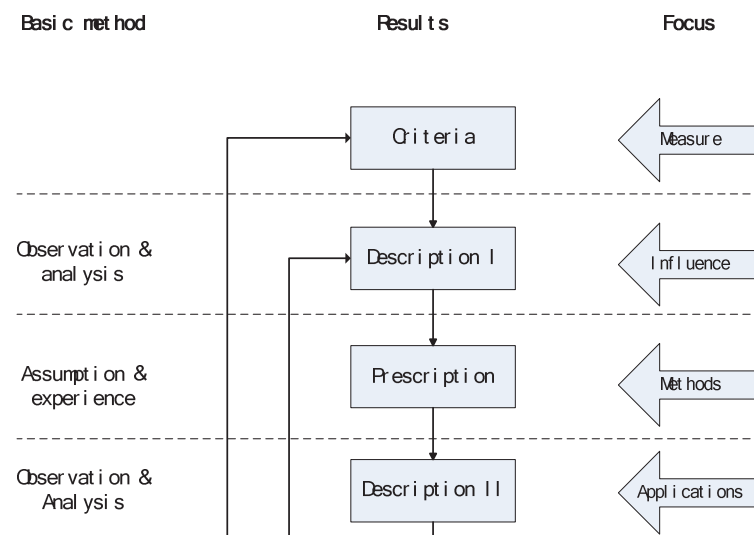 Basic method
Results
Focus
Criteria
Measure
Observation &
analysis
Description I
Influence
Assumption &
experience
Prescription
Methods
Observation &
Analysis
Description II
Applications